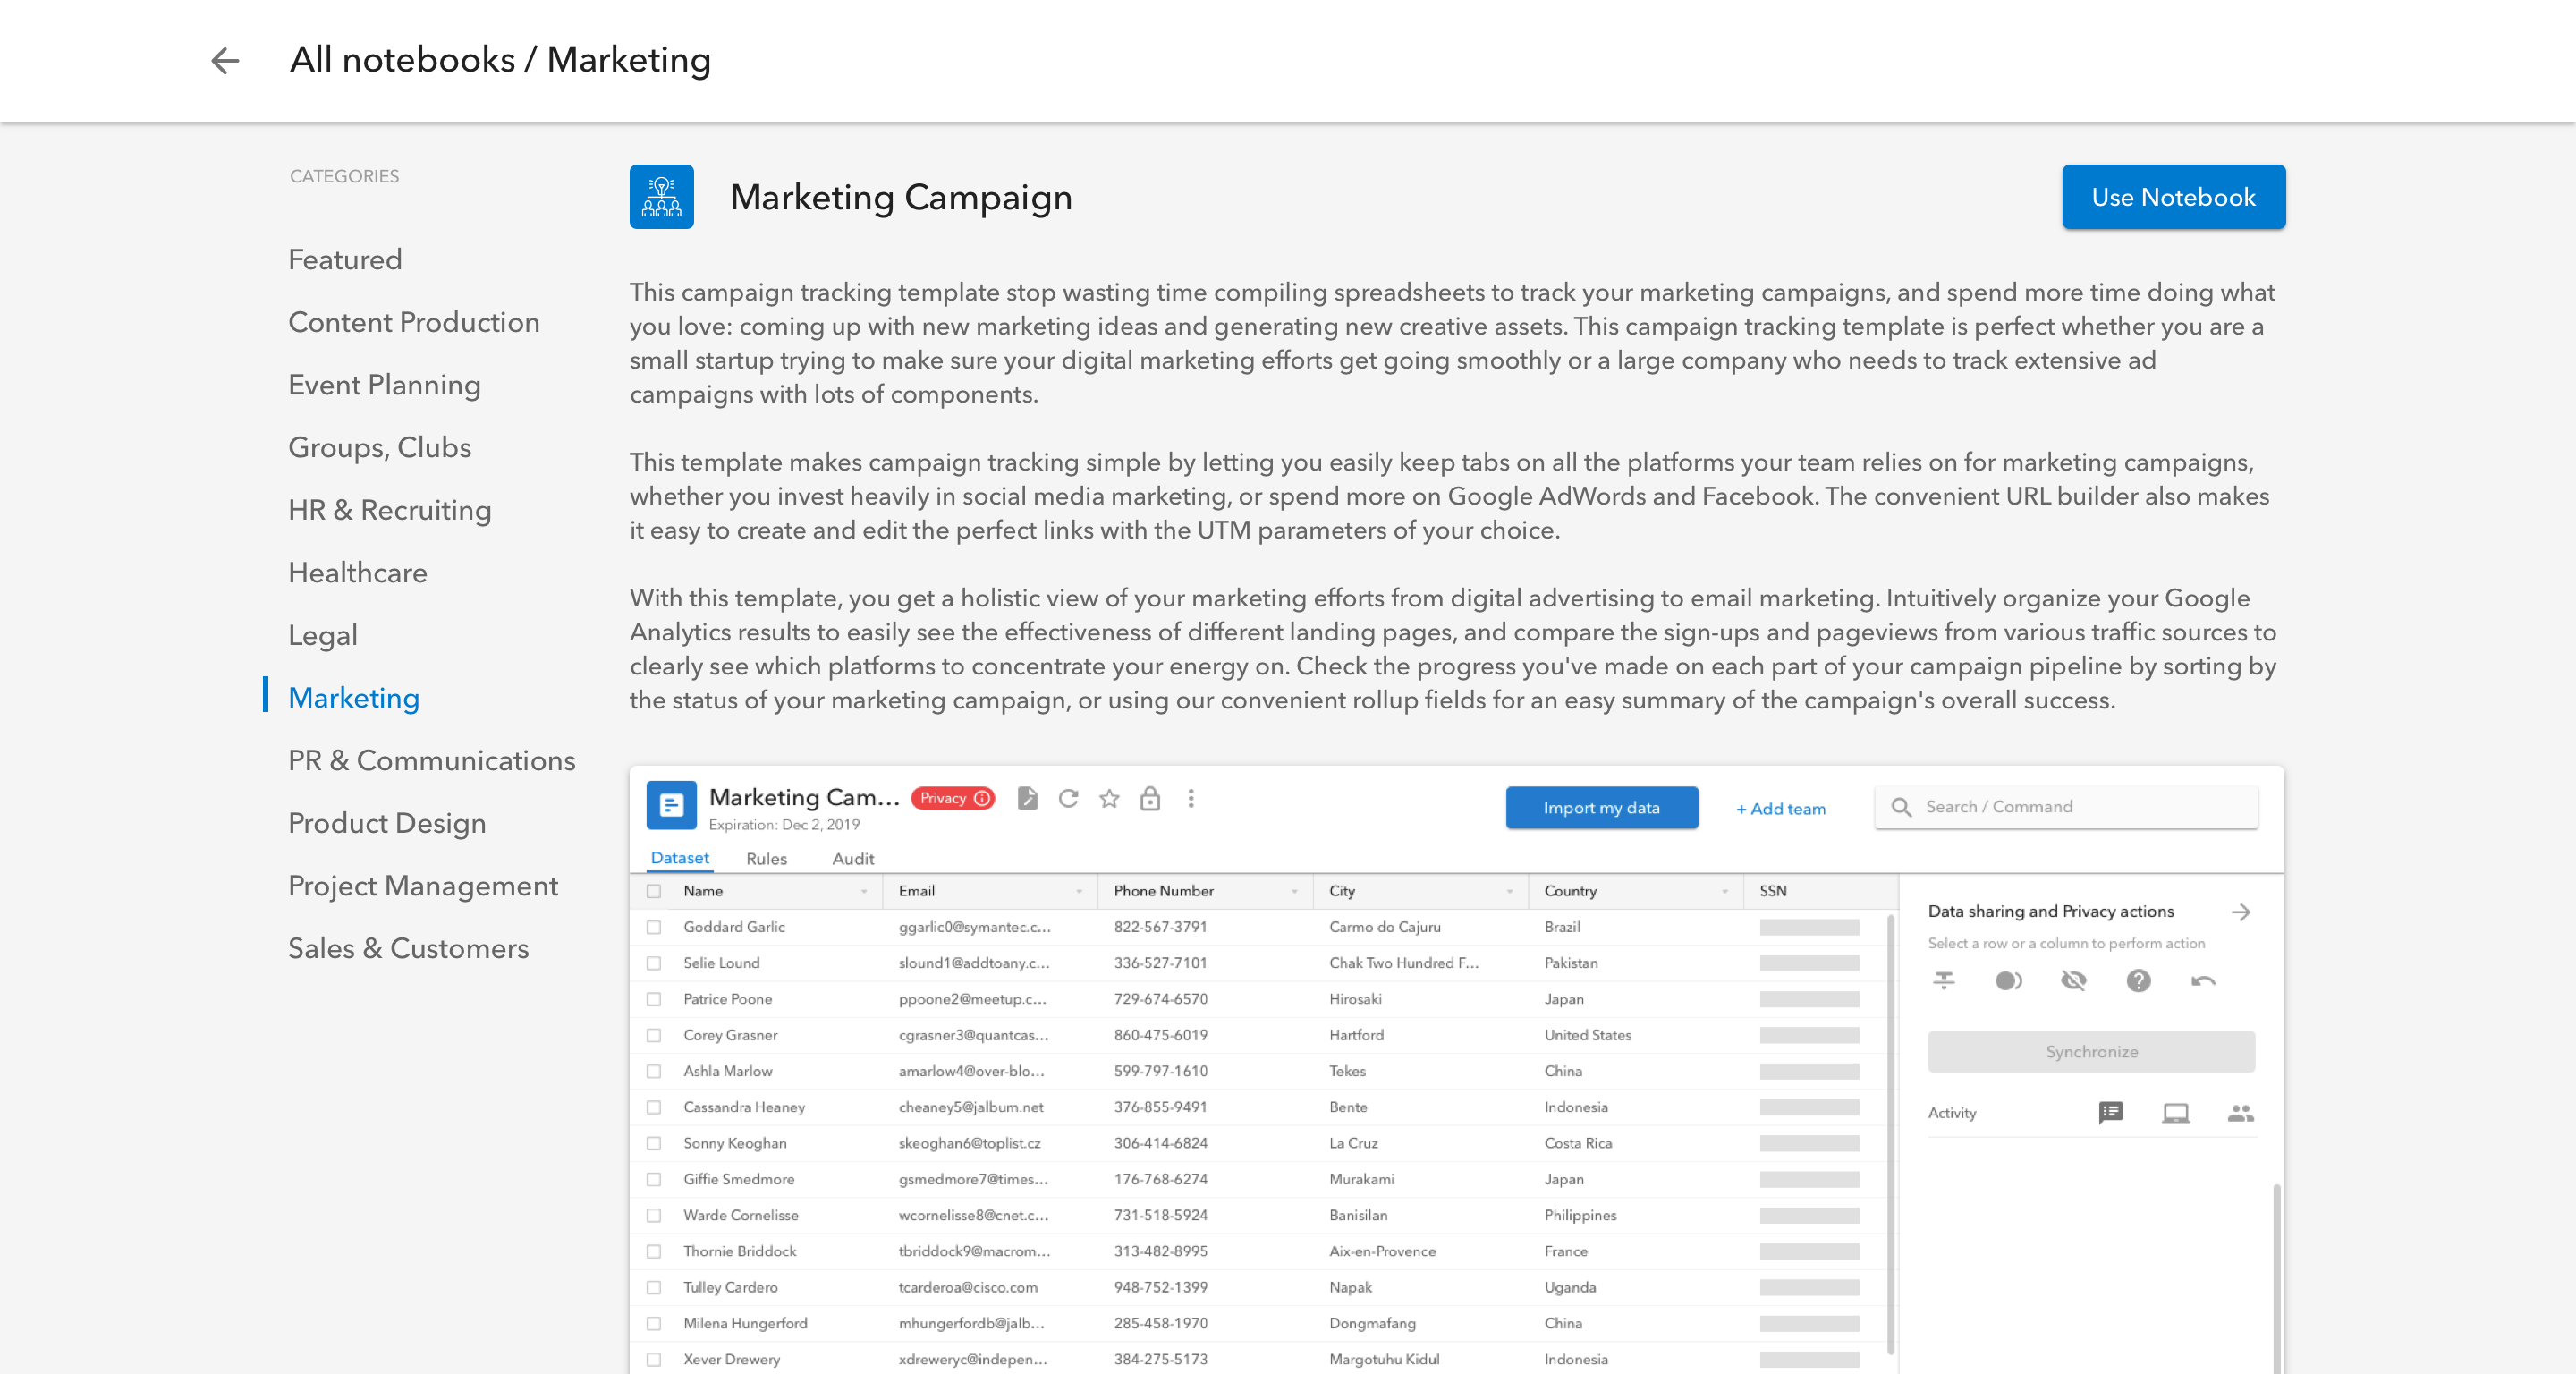 All notebooks / Marketing
CATEGORIES
Featured
Content Production
Event Planning
Groups, Clubs
HR & Recruiting
Healthcare
Legal
Marketing
PR & Communications
Product Design
Project Management
Sales & Customers
Marketing Campaign
Use Notebook
This campaign tracking template stop wasting time compiling spreadsheets to track your marketing campaigns, and spend more time doing what
you love: coming up with new marketing ideas and generating new creative assets. This campaign tracking template is perfect whether you are a
small startup trying to make sure your digital marketing efforts get going smoothly or a large company who needs to track extensive ad
campaigns with lots of components.
This template makes campaign tracking simple by letting you easily keep tabs on all the platforms your team relies on for marketing campaigns,
whether you invest heavily in social media marketing, or spend more on Google AdWords and Facebook. The convenient URL builder also makes
it easy to create and edit the perfect links with the UTM parameters of your choice.
With this template, you get a holistic view of your marketing efforts from digital advertising to email marketing. Intuitively organize your Google
Analytics results to easily see the effectiveness of different landing pages, and compare the sign-ups and pageviews from various traffic sources to
clearly see which platforms to concentrate your energy on. Check the progress you've made on each part of your campaign pipeline by sorting by
the status of your marketing campaign, or using our convenient rollup fields for an easy summary of the campaign's overall success.
Marketing Cam... Privacy
Expiration: Dec 2, 2019
Import my data
+ Add team
Search / Command
Dataset Rules Audit
Name Email Phone Number City Country SSN
Goddard Garlic ggarlic0@symantec.c... 822-567-3791 Carmo do Cajuru Brazil
Selie Lound slound1@addtoany.c... 336-527-7101 Chak Two Hundred F... Pakistan
Patrice Poone ppoone2@meetup.c... 729-674-6570 Hirosaki Japan
Corey Grasner cgrasner3@quantcas... 860-475-6019 Hartford United States
Ashla Marlow amarlow4@over-blo... 599-797-1610 Tekes China
Cassandra Heaney cheaney5@jalbum.net 376-855-9491 Bente Indonesia
Sonny Keoghan skeoghan6@toplist.cz 306-414-6824 La Cruz Costa Rica
Giffie Smedmore gsmedmore7@times... 176-768-6274 Murakami Japan
Warde Cornelisse wcornelisse8@cnet.c... 731-518-5924 Banisilan Philippines
Thornie Briddock tbriddock9@macrom... 313-482-8995 Aix-en-Provence France
Tulley Cardero tcarderoa@cisco.com 948-752-1399 Napak Uganda
Milena Hungerford mhungerfordb@jalb... 285-458-1970 Dongmafang China
Xever Drewery xdreweryc@indepen... 384-275-5173 Margotuhu Kidul Indonesia
Data sharing and Privacy actions
Select a row or a column to perform action
Synchronize
Activity